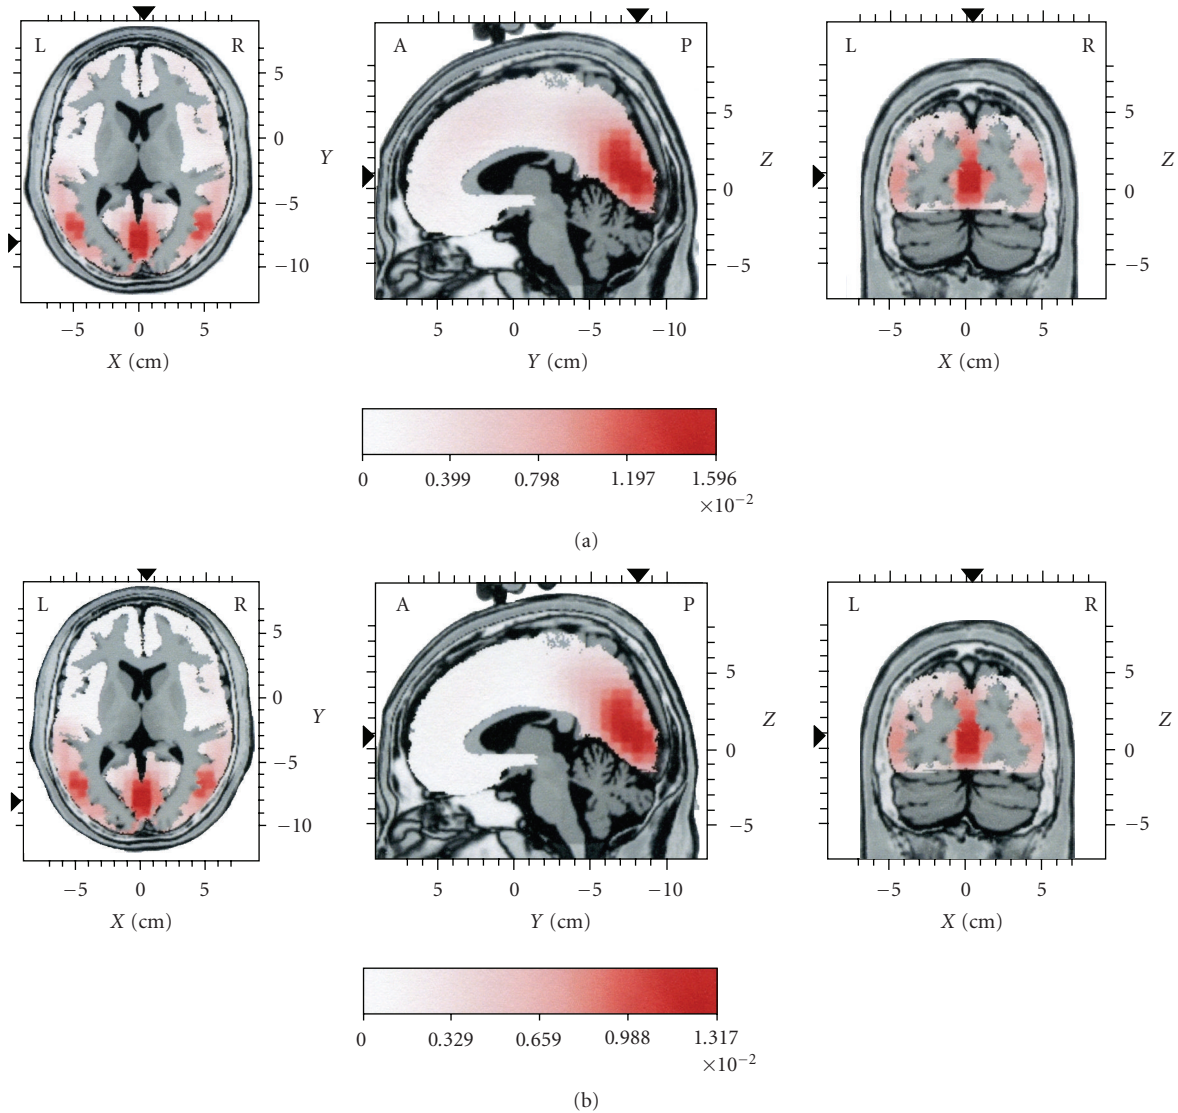 L R A P L R
5 0 −5 −10 Y
5 0 −5 Z
5 0 −5 Z
−5 0 5
5 0 −5 −10
−5 0 5
X (cm) Y (cm) X (cm)
0 0.399 0.798 1.197 1.596
×10−2
(a)
L R A P L R
5 0 −5 −10 Y
5 0 −5 Z
5 0 −5 Z
−5 0 5
5 0 −5 −10
−5 0 5
X (cm) Y (cm) X (cm)
0 0.329 0.659 0.988 1.317
×10−2
(b)